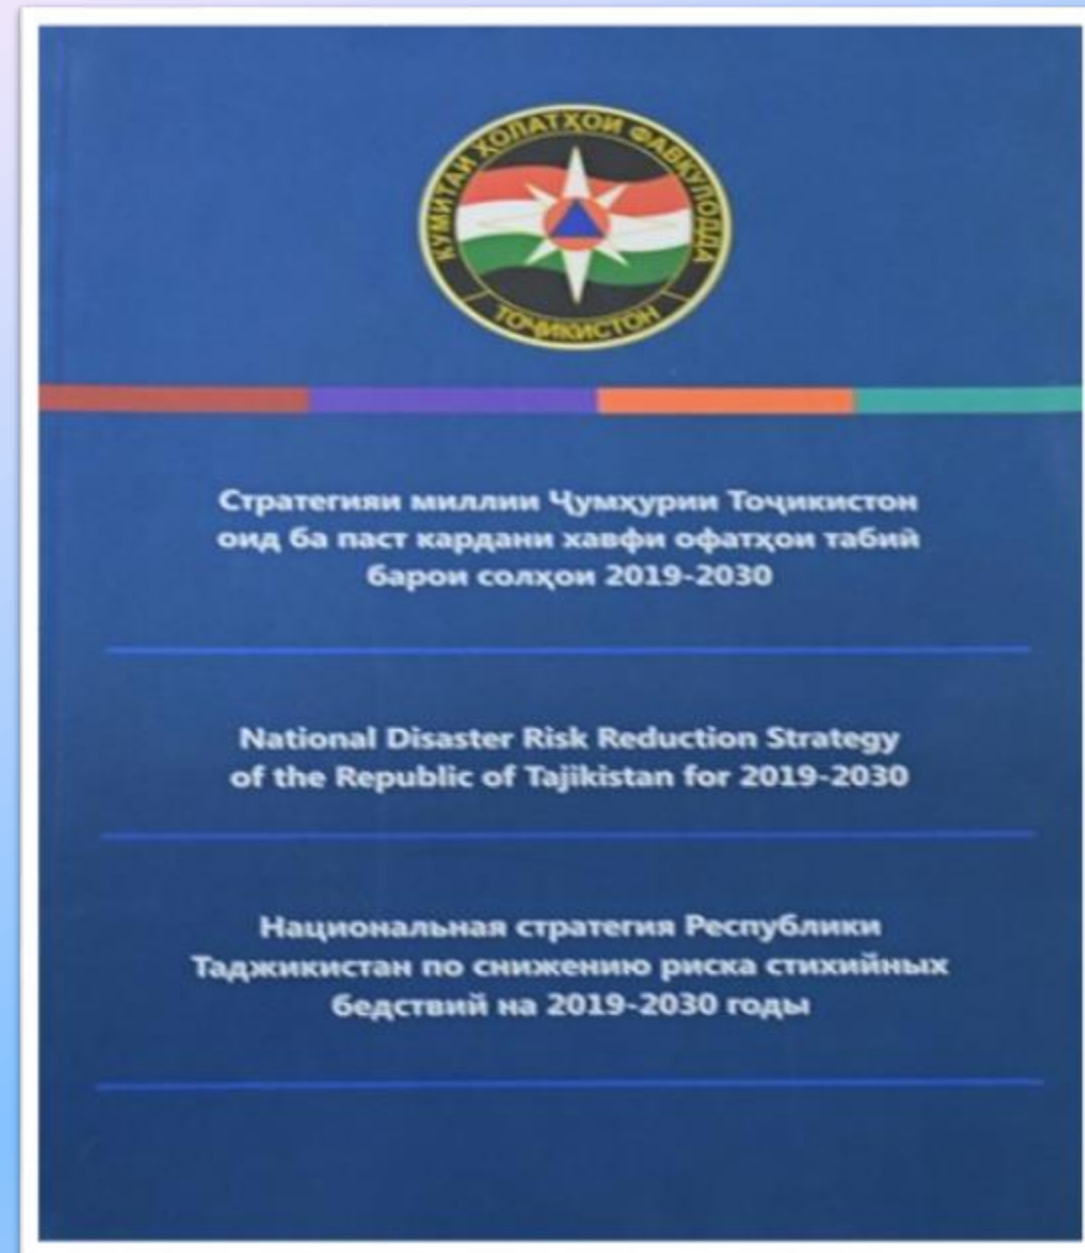 КУМИТАИ ҲОЛАТҲОИ ФАВҚУЛОДДА
ТОҶИКИСТОН
Стратегияи миллии Ҷумҳурии Тоҷикистон
оид ба паст кардани хавфи офатҳои табий
барои солҳои 2019-2030
National Disaster Risk Reduction Strategy
of the Republic of Tajikistan for 2019-2030
Национальная стратегия Республики
Таджикистан по снижению риска стихийных
бедствий на 2019-2030 годы